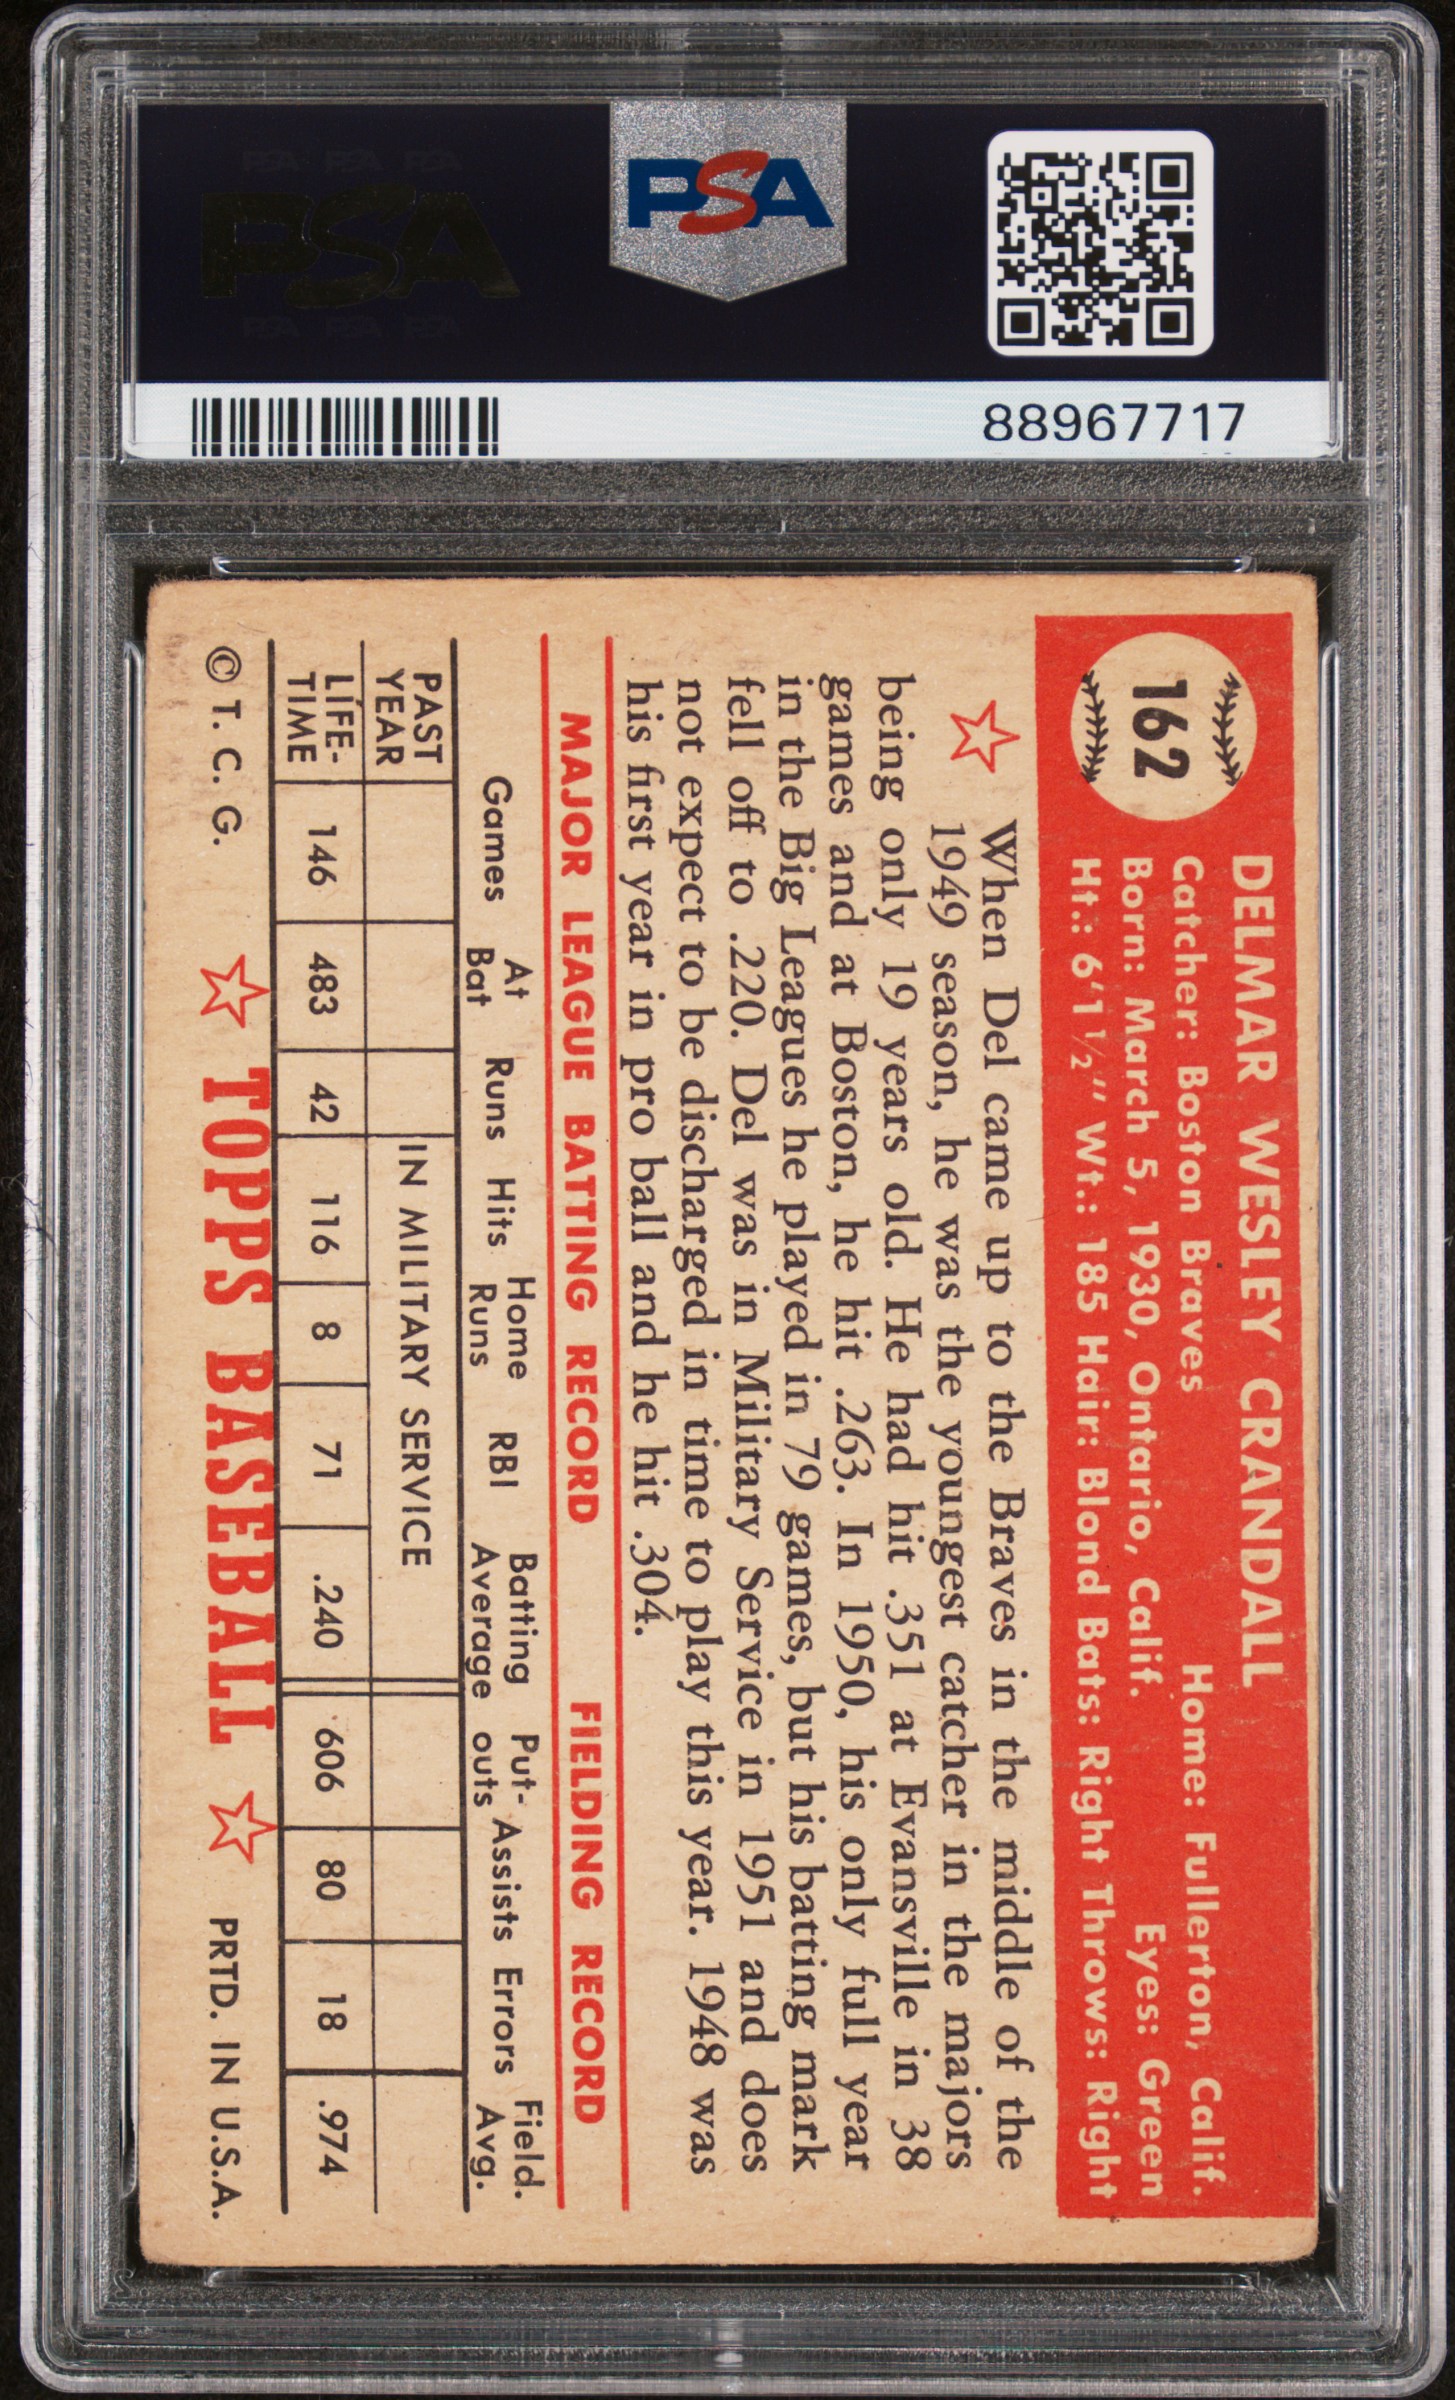 PSA PSA PSA
PSA
PSA PSA PSA
PSA
88967717
162
DELMAR WESLEY CRANDALL
Catcher: Boston Braves Home: Fullerton, Calif.
Born: March 5, 1930, Ontario, Calif. Eyes: Green
Ht.: 6'1½" Wt.: 185 Hair: Blond Bats: Right Throws: Right
When Del came up to the Braves in the middle of the
1949 season, he was the youngest catcher in the majors
being only 19 years old. He had hit .351 at Evansville in 38
games and at Boston, he hit .263. In 1950, his only full year
in the Big Leagues he played in 79 games, but his batting mark
fell off to .220. Del was in Military Service in 1951 and does
not expect to be discharged in time to play this year. 1948 was
his first year in pro ball and he hit .304.
MAJOR LEAGUE BATTING RECORD FIELDING RECORD
Games At Bat Runs Hits Home Runs RBI Batting Average Put-outs Assists Errors Field. Avg.
PAST YEAR IN MILITARY SERVICE
LIFE-TIME 146 483 42 116 8 71 .240 606 80 18 .974
© T. C. G. TOPPS BASEBALL PRTD. IN U.S.A.